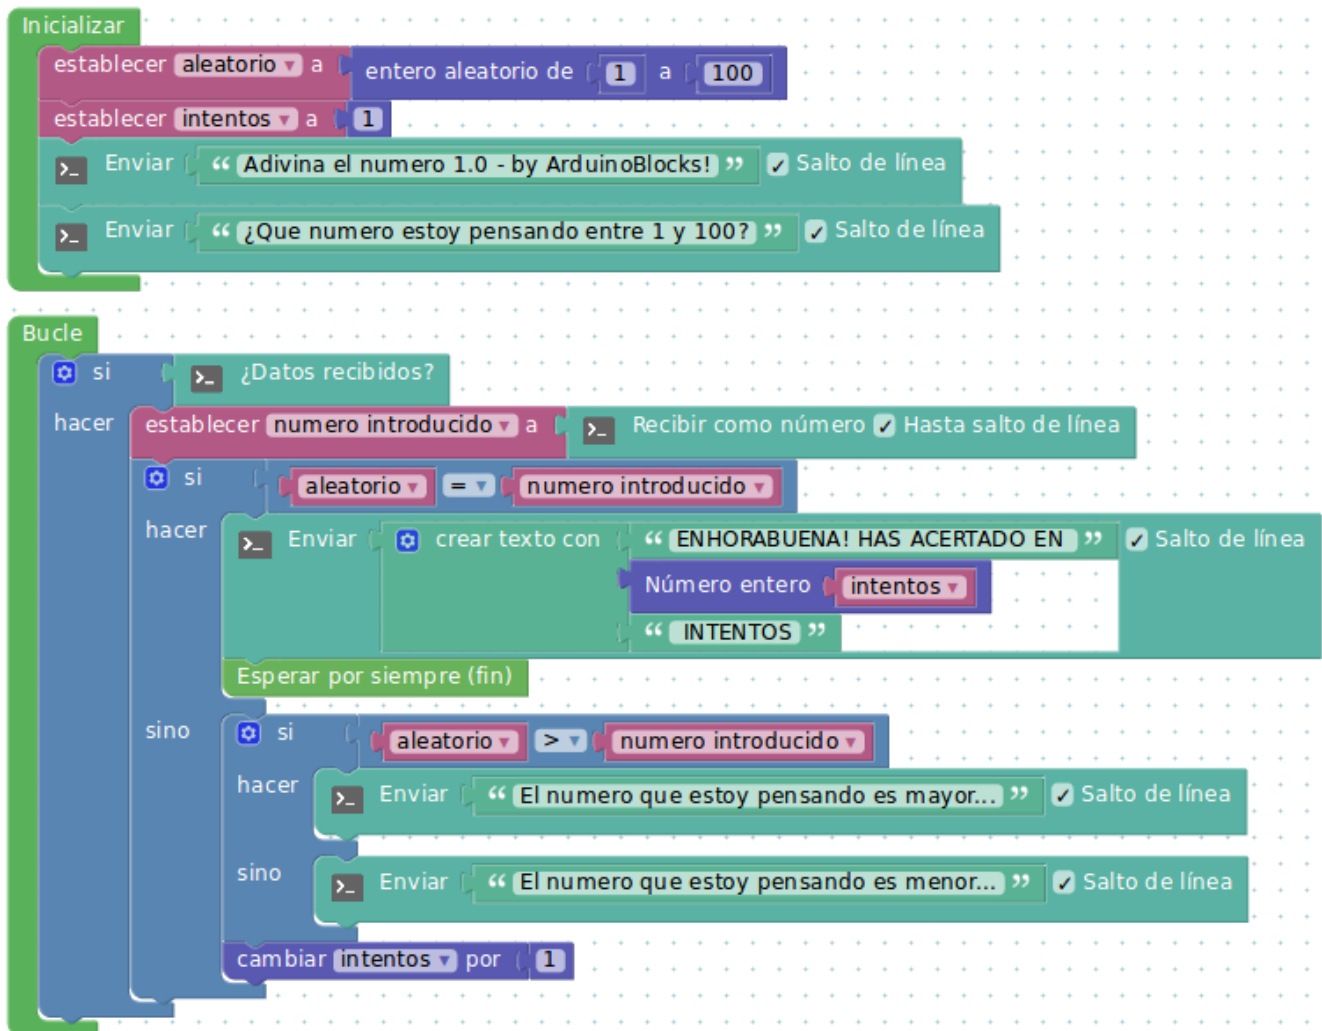 Inicializar
establecer aleatorio a entero aleatorio de 1 a 100
establecer intentos a 1
Enviar “ Adivina el numero 1.0 - by ArduinoBlocks! ” Salto de línea
Enviar “ ¿Que numero estoy pensando entre 1 y 100? ” Salto de línea
Bucle
si ¿Datos recibidos?
hacer establecer numero introducido a Recibir como número Hasta salto de línea
si aleatorio = numero introducido
hacer Enviar crear texto con “ ENHORABUENA! HAS ACERTADO EN ” Salto de línea
Número entero intentos
“ INTENTOS ”
Esperar por siempre (fin)
sino si aleatorio > numero introducido
hacer Enviar “ El numero que estoy pensando es mayor... ” Salto de línea
sino Enviar “ El numero que estoy pensando es menor... ” Salto de línea
cambiar intentos por 1